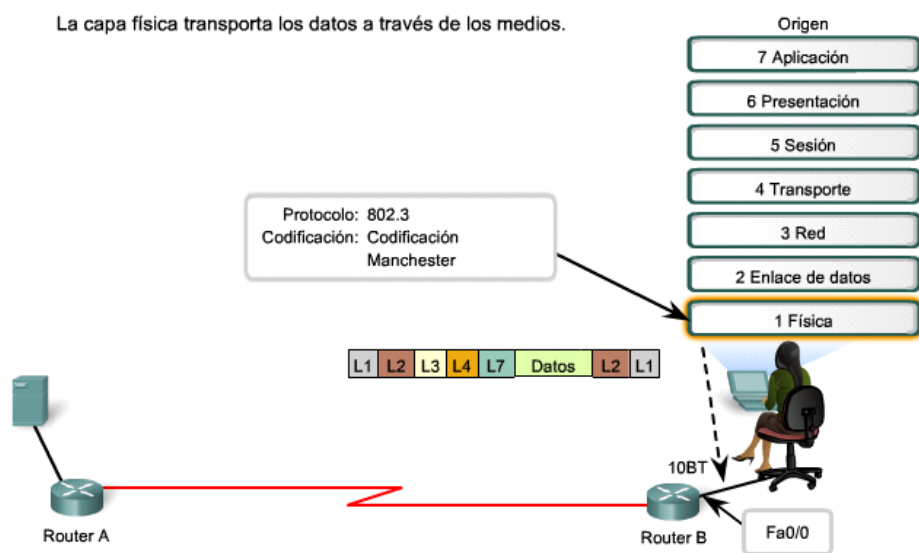 La capa física transporta los datos a través de los medios.
Origen
7 Aplicación
6 Presentación
5 Sesión
4 Transporte
3 Red
2 Enlace de datos
1 Física
Protocolo: 802.3
Codificación: Codificación
Manchester
L1 L2 L3 L4 L7 Datos L2 L1
10BT
Router A
Router B
Fa0/0